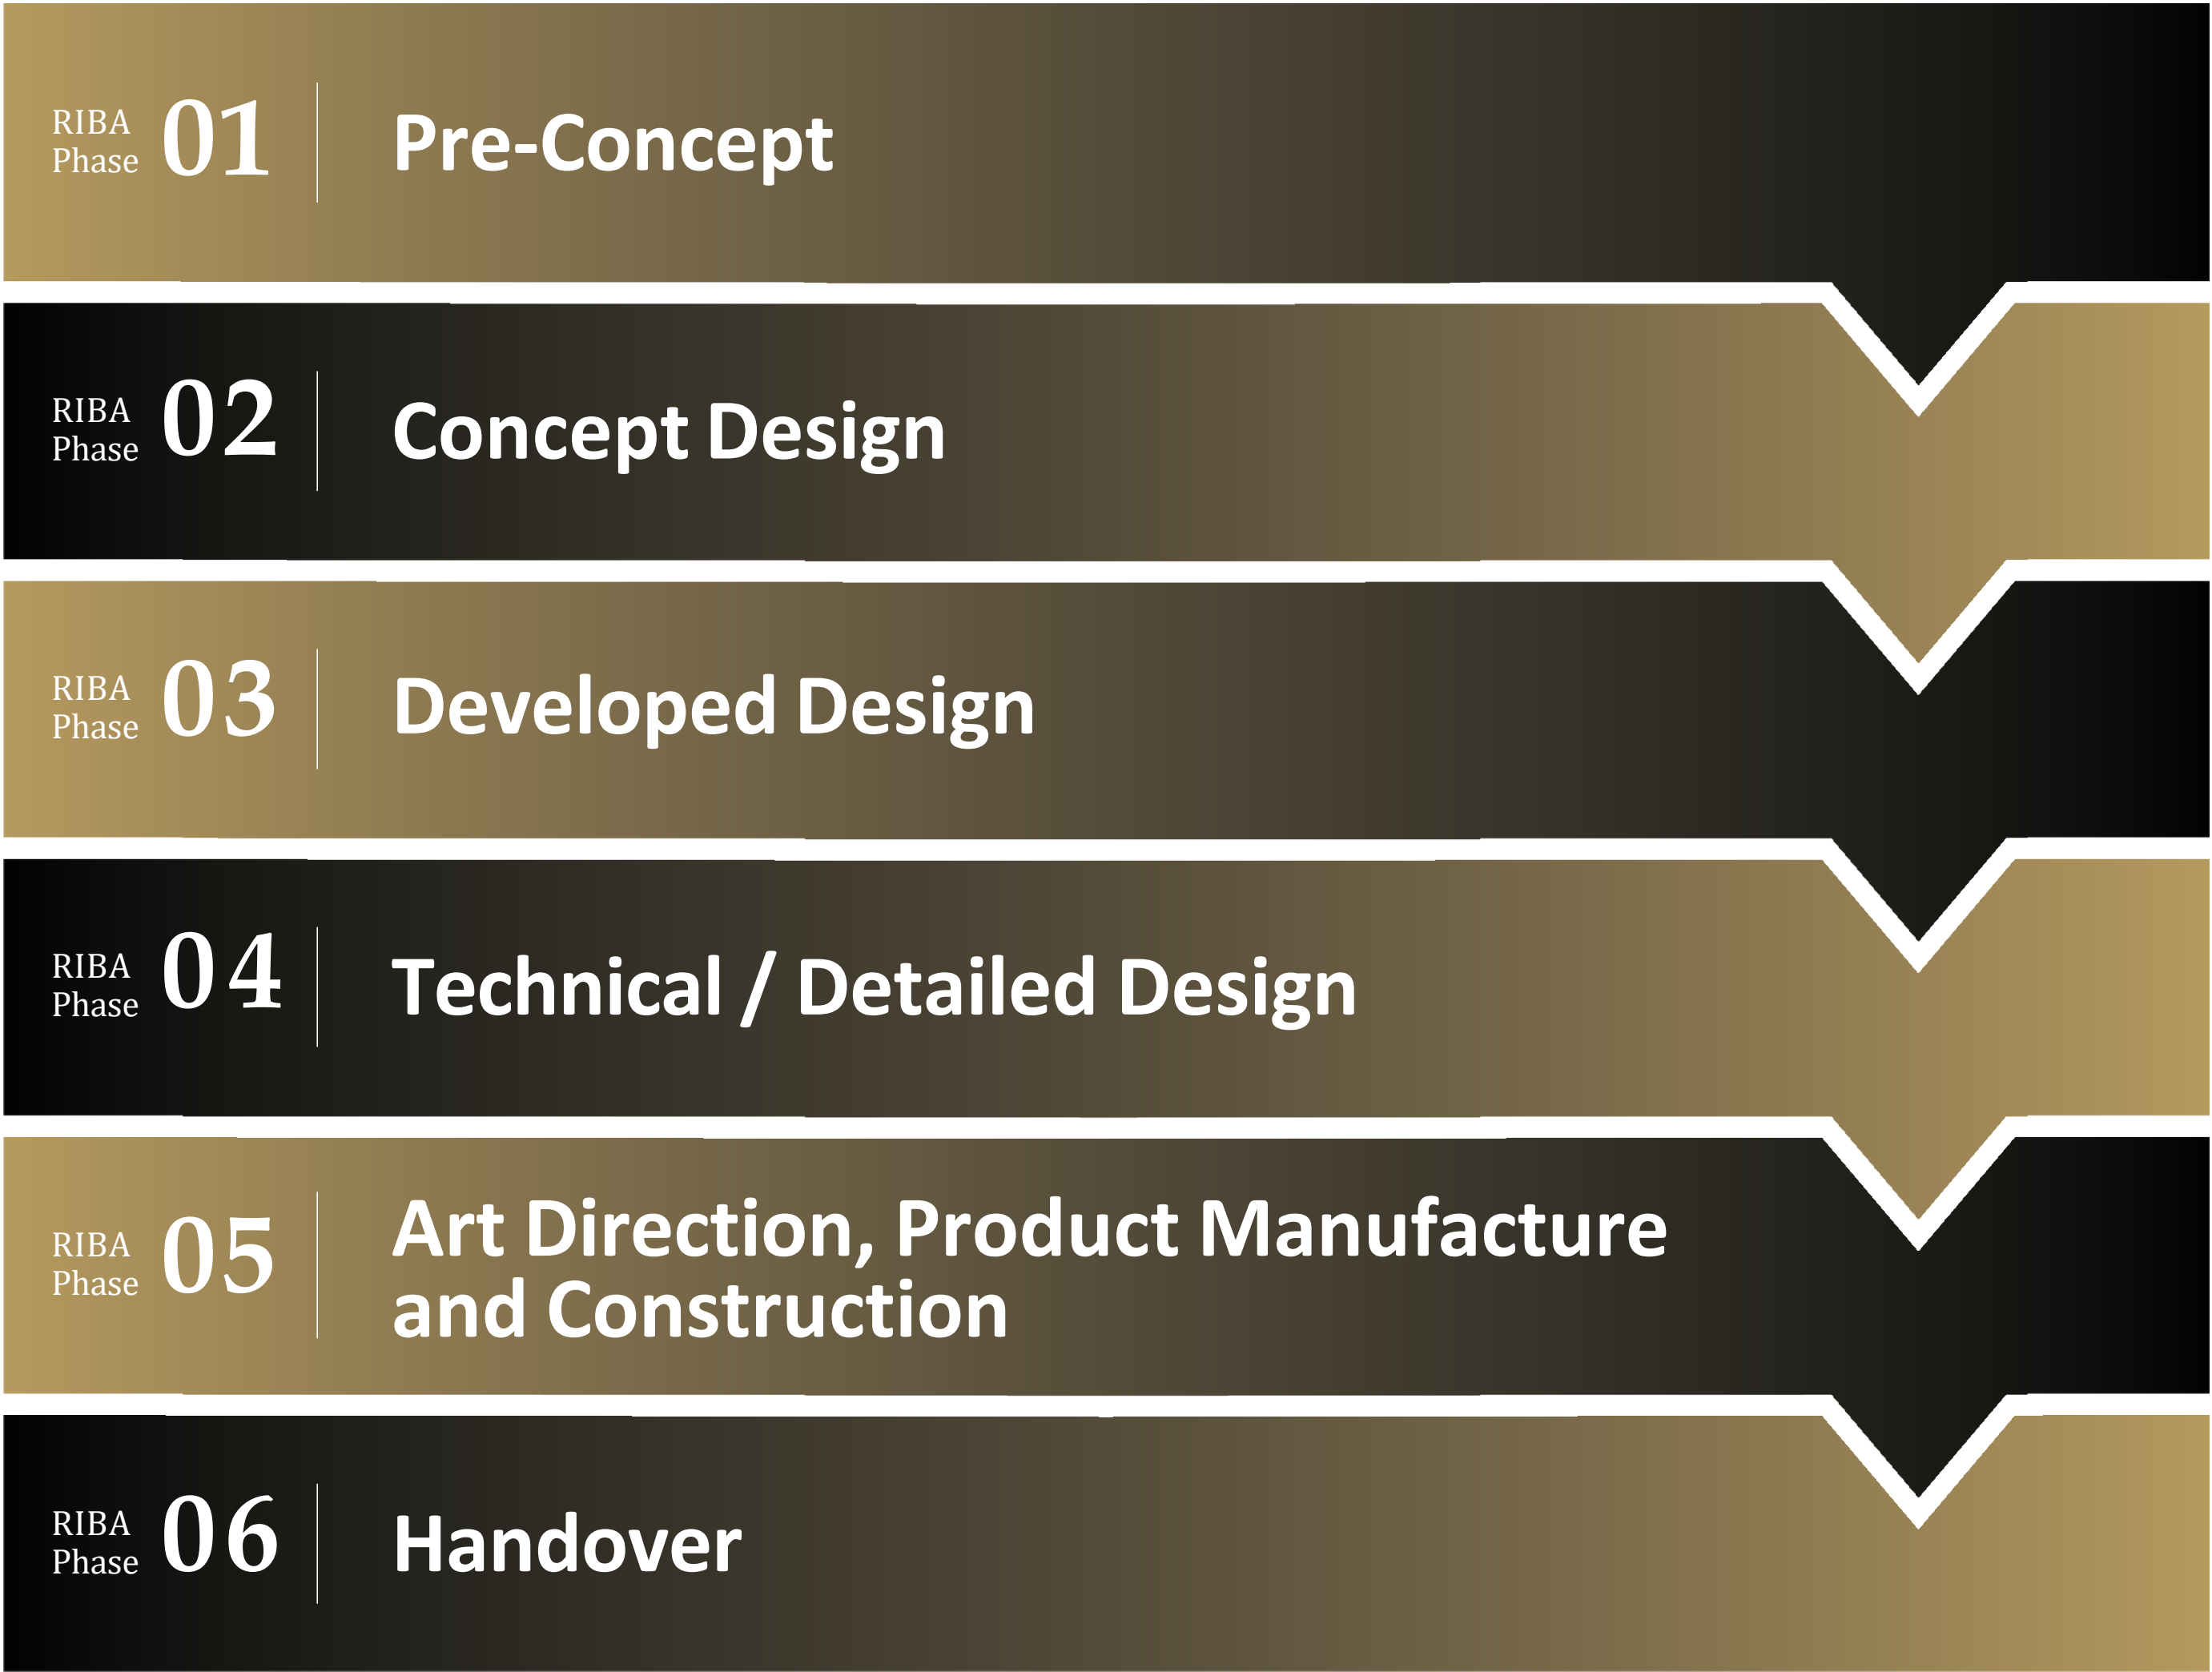 RIBA
Phase
01
Pre-Concept
RIBA
Phase
02
Concept Design
RIBA
Phase
03
Developed Design
RIBA
Phase
04
Technical / Detailed Design
RIBA
Phase
05
Art Direction, Product Manufacture
and Construction
RIBA
Phase
06
Handover